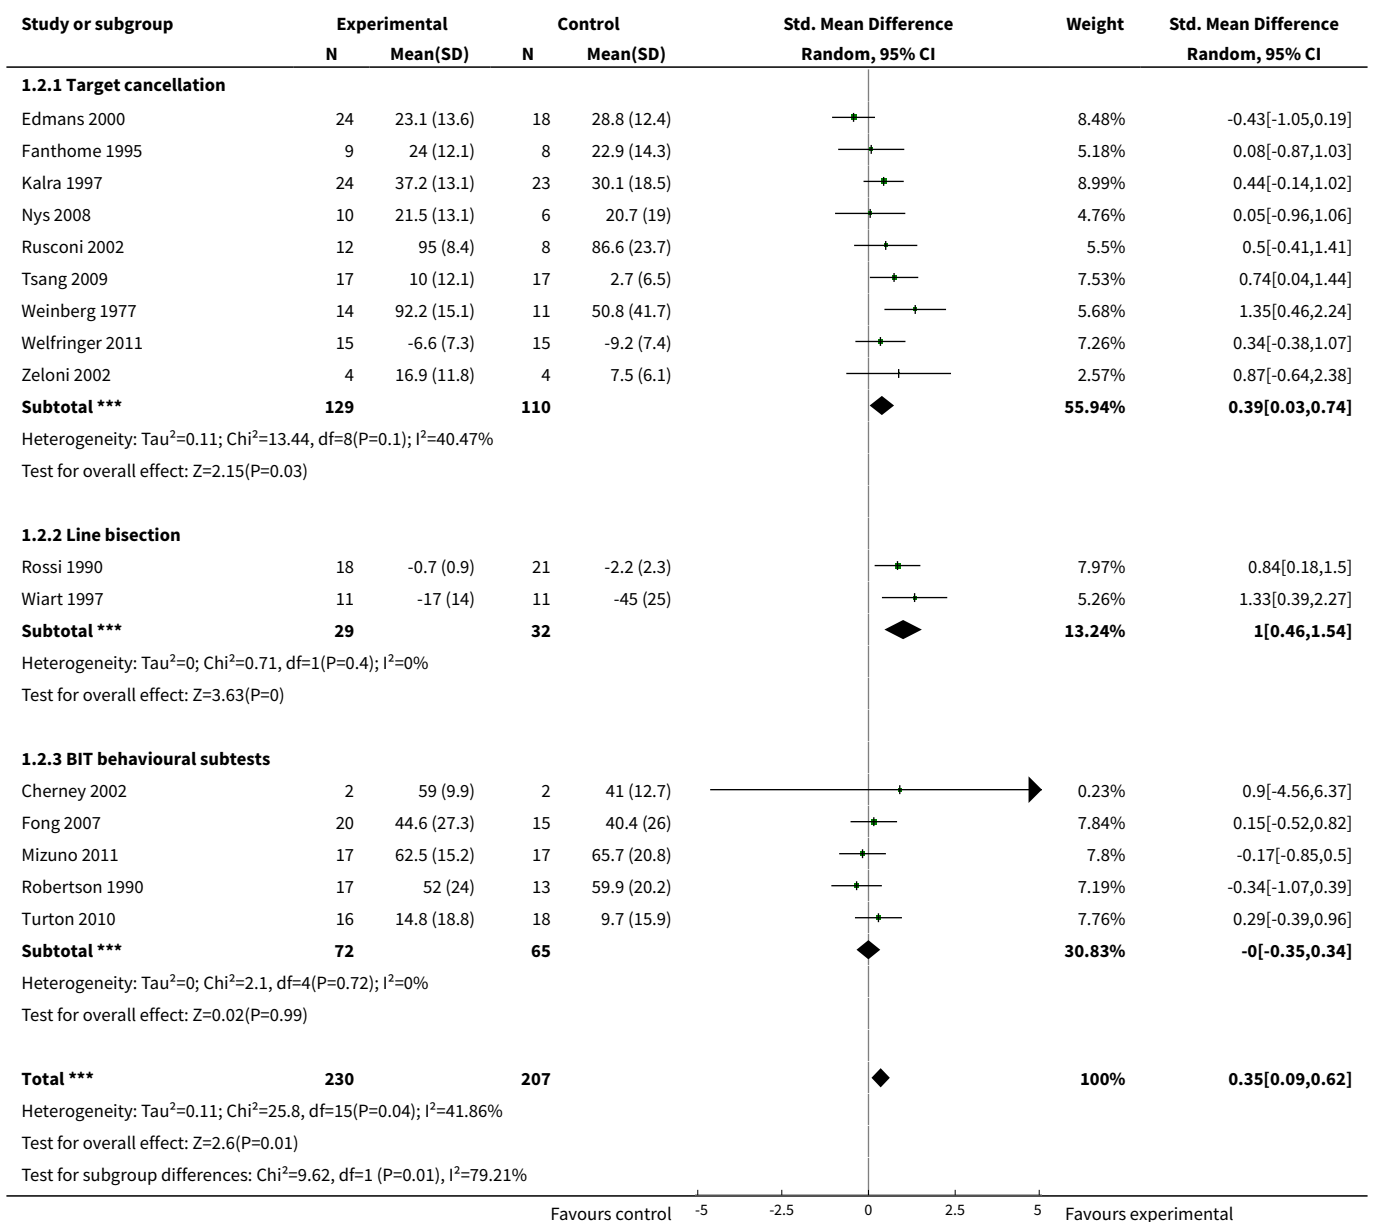 Study or subgroup Experimental Control Std. Mean Difference Weight Std. Mean Difference
N Mean(SD) N Mean(SD) Random, 95% CI Random, 95% CI
1.2.1 Target cancellation
Edmans 2000 24 23.1 (13.6) 18 28.8 (12.4) 8.48% -0.43[-1.05,0.19]
Fanthome 1995 9 24 (12.1) 8 22.9 (14.3) 5.18% 0.08[-0.87,1.03]
Kalra 1997 24 37.2 (13.1) 23 30.1 (18.5) 8.99% 0.44[-0.14,1.02]
Nys 2008 10 21.5 (13.1) 6 20.7 (19) 4.76% 0.05[-0.96,1.06]
Rusconi 2002 12 95 (8.4) 8 86.6 (23.7) 5.5% 0.5[-0.41,1.41]
Tsang 2009 17 10 (12.1) 17 2.7 (6.5) 7.53% 0.74[0.04,1.44]
Weinberg 1977 14 92.2 (15.1) 11 50.8 (41.7) 5.68% 1.35[0.46,2.24]
Welfringer 2011 15 -6.6 (7.3) 15 -9.2 (7.4) 7.26% 0.34[-0.38,1.07]
Zeloni 2002 4 16.9 (11.8) 4 7.5 (6.1) 2.57% 0.87[-0.64,2.38]
Subtotal *** 129 110 55.94% 0.39[0.03,0.74]
Heterogeneity: Tau²=0.11; Chi²=13.44, df=8(P=0.1); I²=40.47%
Test for overall effect: Z=2.15(P=0.03)
1.2.2 Line bisection
Rossi 1990 18 -0.7 (0.9) 21 -2.2 (2.3) 7.97% 0.84[0.18,1.5]
Wiart 1997 11 -17 (14) 11 -45 (25) 5.26% 1.33[0.39,2.27]
Subtotal *** 29 32 13.24% 1[0.46,1.54]
Heterogeneity: Tau²=0; Chi²=0.71, df=1(P=0.4); I²=0%
Test for overall effect: Z=3.63(P=0)
1.2.3 BIT behavioural subtests
Cherney 2002 2 59 (9.9) 2 41 (12.7) 0.23% 0.9[-4.56,6.37]
Fong 2007 20 44.6 (27.3) 15 40.4 (26) 7.84% 0.15[-0.52,0.82]
Mizuno 2011 17 62.5 (15.2) 17 65.7 (20.8) 7.8% -0.17[-0.85,0.5]
Robertson 1990 17 52 (24) 13 59.9 (20.2) 7.19% -0.34[-1.07,0.39]
Turton 2010 16 14.8 (18.8) 18 9.7 (15.9) 7.76% 0.29[-0.39,0.96]
Subtotal *** 72 65 30.83% -0[-0.35,0.34]
Heterogeneity: Tau²=0; Chi²=2.1, df=4(P=0.72); I²=0%
Test for overall effect: Z=0.02(P=0.99)
Total *** 230 207 100% 0.35[0.09,0.62]
Heterogeneity: Tau²=0.11; Chi²=25.8, df=15(P=0.04); I²=41.86%
Test for overall effect: Z=2.6(P=0.01)
Test for subgroup differences: Chi²=9.62, df=1 (P=0.01), I²=79.21%
Favours control -5 -2.5 0 2.5 5 Favours experimental